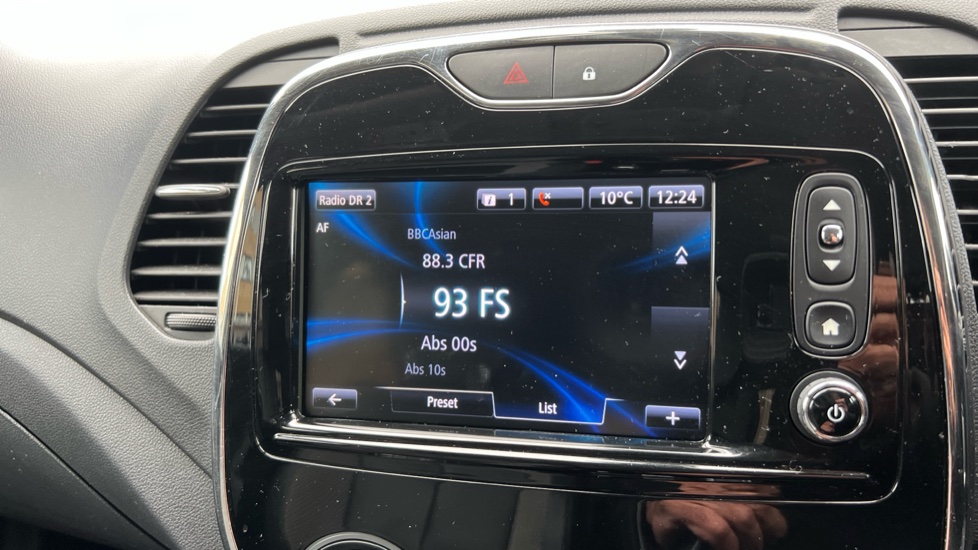 Radio DR 2
i 1
10°C
12:24
AF
BBCAsian
88.3 CFR
93 FS
Abs 00s
Abs 10s
Preset
List